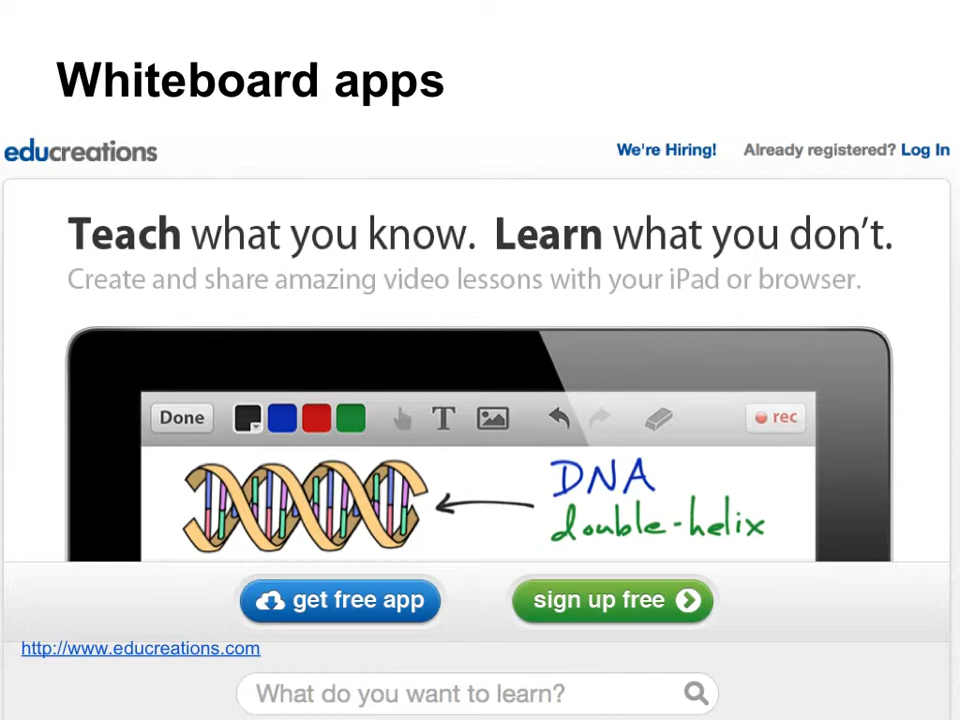 Whiteboard apps
educreations
We're Hiring! Already registered? Log In
Teach what you know. Learn what you don't.
Create and share amazing video lessons with your iPad or browser.
Done T rec
DNA
double-helix
get free app sign up free
http://www.educreations.com
What do you want to learn?